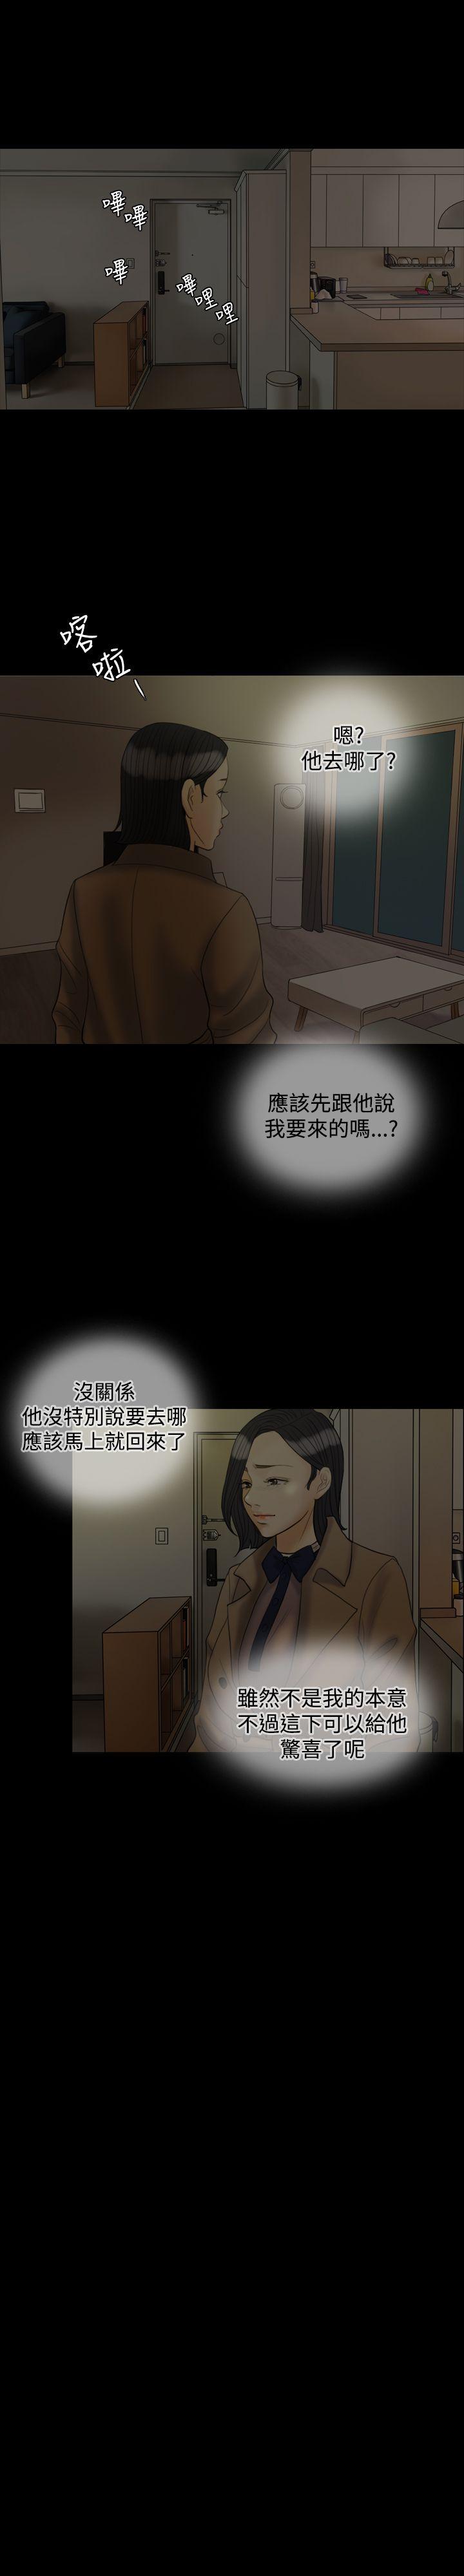 嗶
嗶
嗶
嗶
哩
哩
喀
啦
嗯?
他去哪了?
應該先跟他說
我要來的嗎...?
沒關係
他沒特別說要去哪
應該馬上就回來了
雖然不是我的本意
不過這下可以給他
驚喜了呢